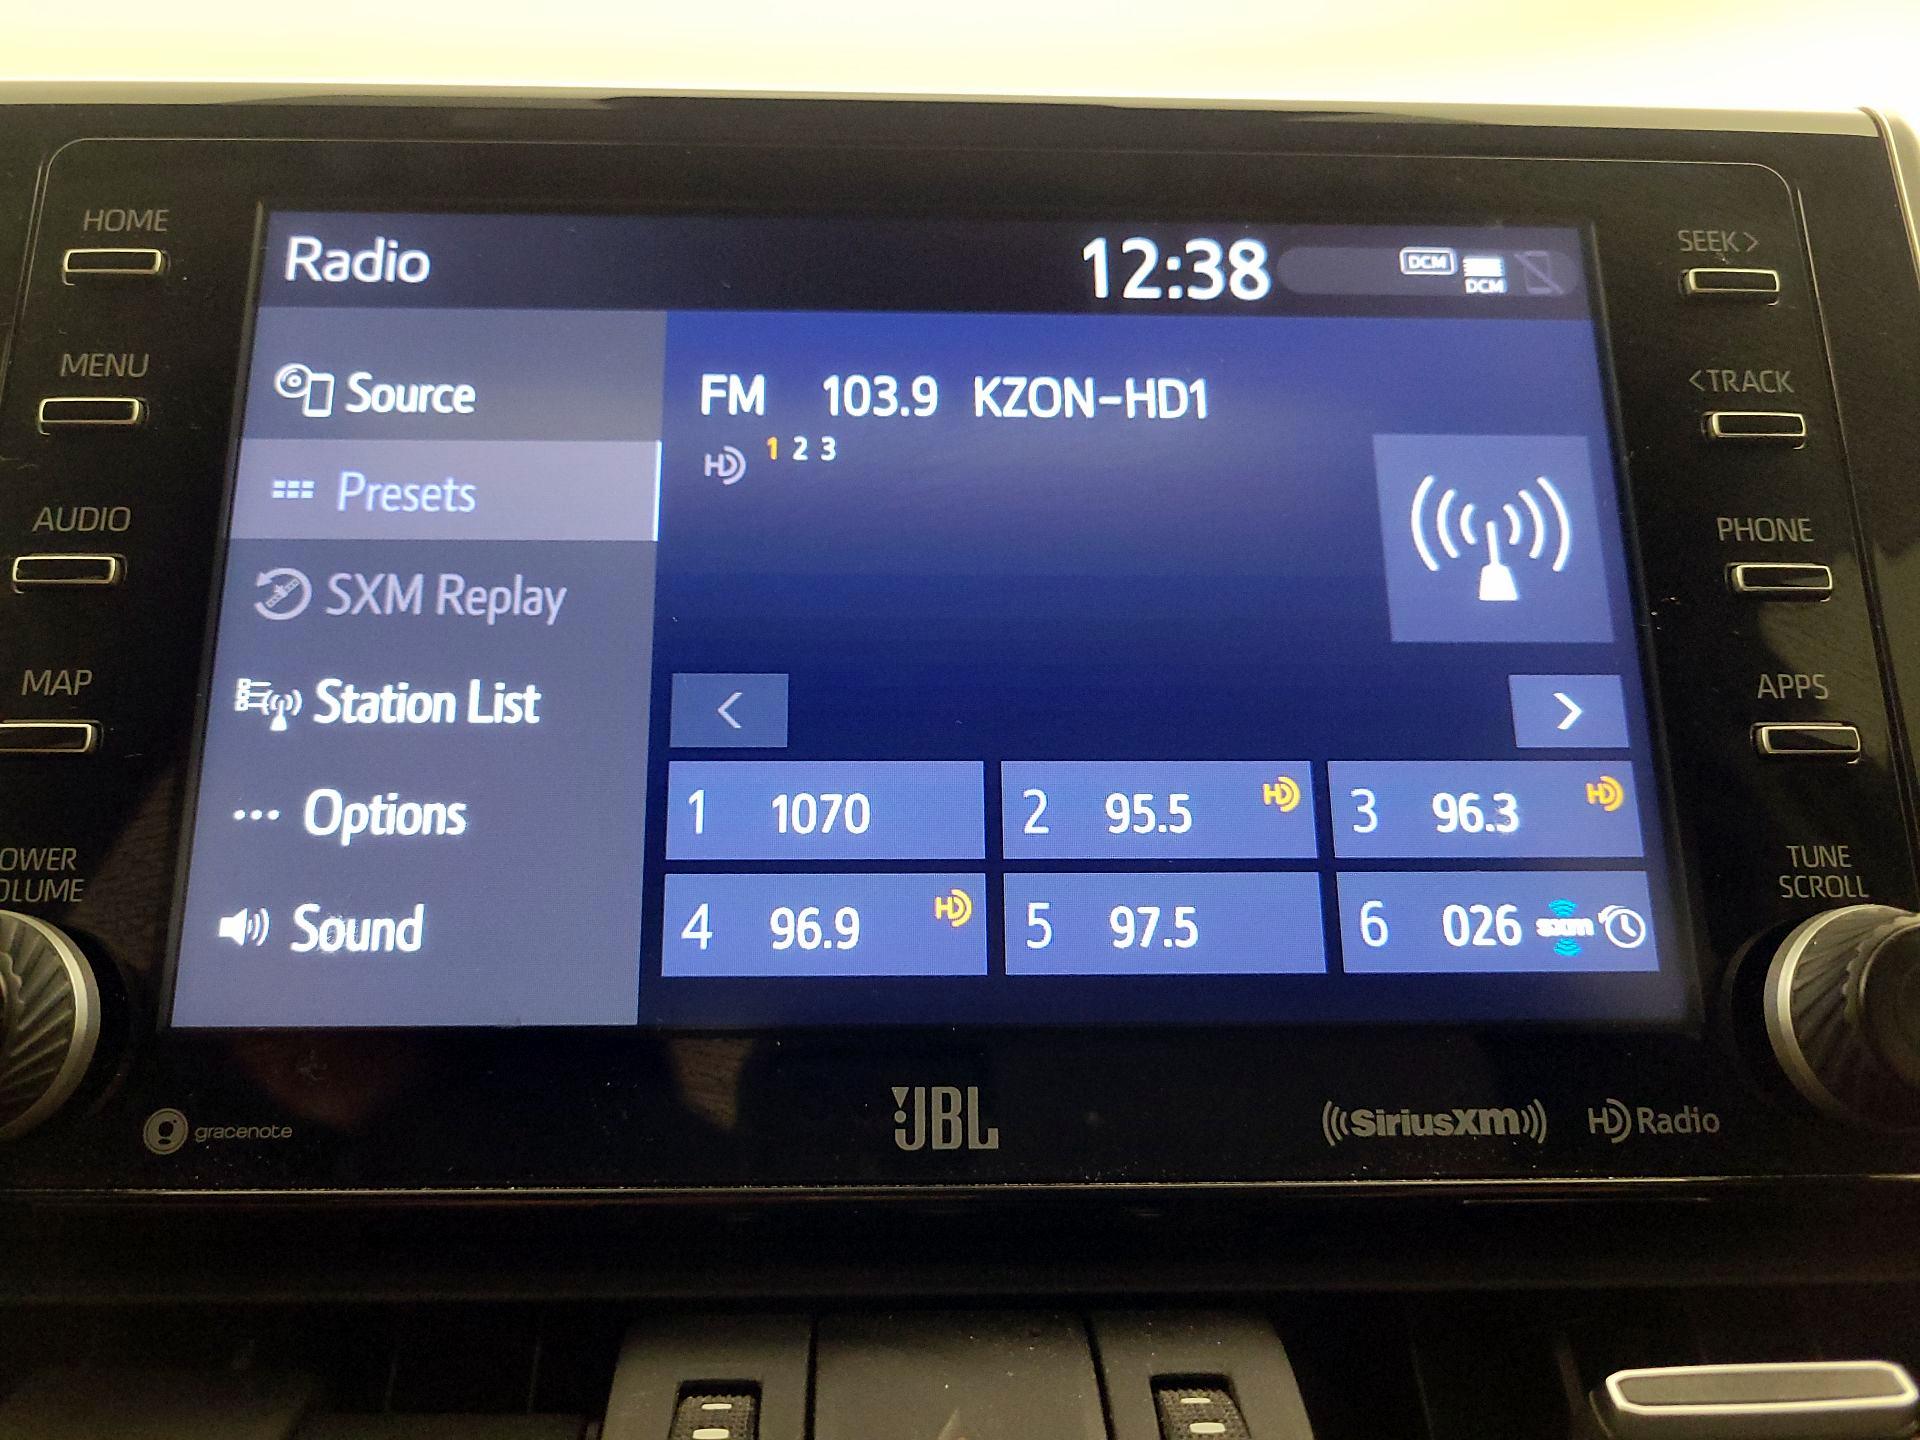 HOME
MENU
AUDIO
MAP
OWER
OLUME
Radio
12:38
DCM
DCM
Source
Presets
SXM Replay
Station List
Options
Sound
FM 103.9 KZON-HD1
HD 1 2 3
<
>
1 1070
2 95.5 HD
3 96.3 HD
4 96.9 HD
5 97.5
6 026 sxm
SEEK>
<TRACK
PHONE
APPS
TUNE
SCROLL
gracenote
JBL
SiriusXM
HD Radio